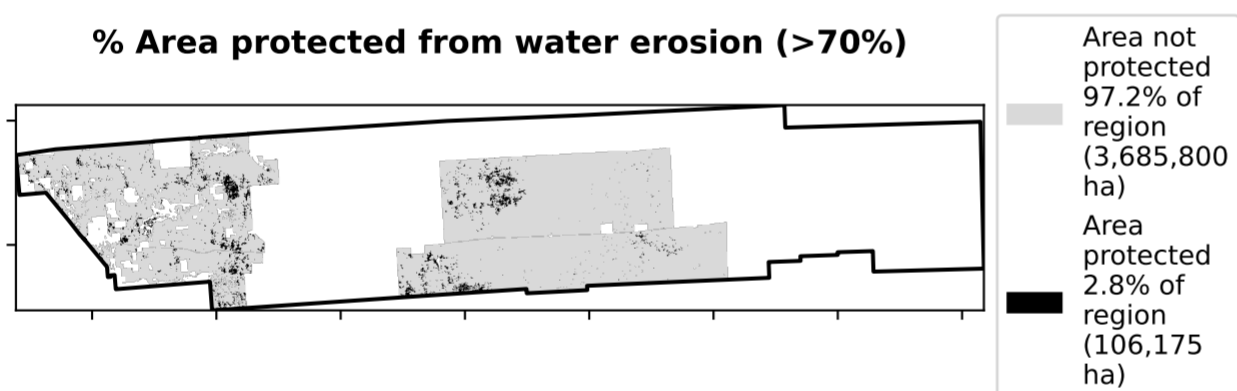 % Area protected from water erosion (>70%)
Area not
protected
97.2% of
region
(3,685,800
ha)
Area
protected
2.8% of
region
(106,175
ha)